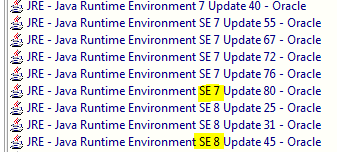 JRE - Java Runtime Environment 7 Update 40 - Oracle
JRE - Java Runtime Environment SE 7 Update 55 - Oracle
JRE - Java Runtime Environment SE 7 Update 67 - Oracle
JRE - Java Runtime Environment SE 7 Update 72 - Oracle
JRE - Java Runtime Environment SE 7 Update 76 - Oracle
JRE - Java Runtime Environment SE 7 Update 80 - Oracle
JRE - Java Runtime Environment SE 8 Update 25 - Oracle
JRE - Java Runtime Environment SE 8 Update 31 - Oracle
JRE - Java Runtime Environment SE 8 Update 45 - Oracle